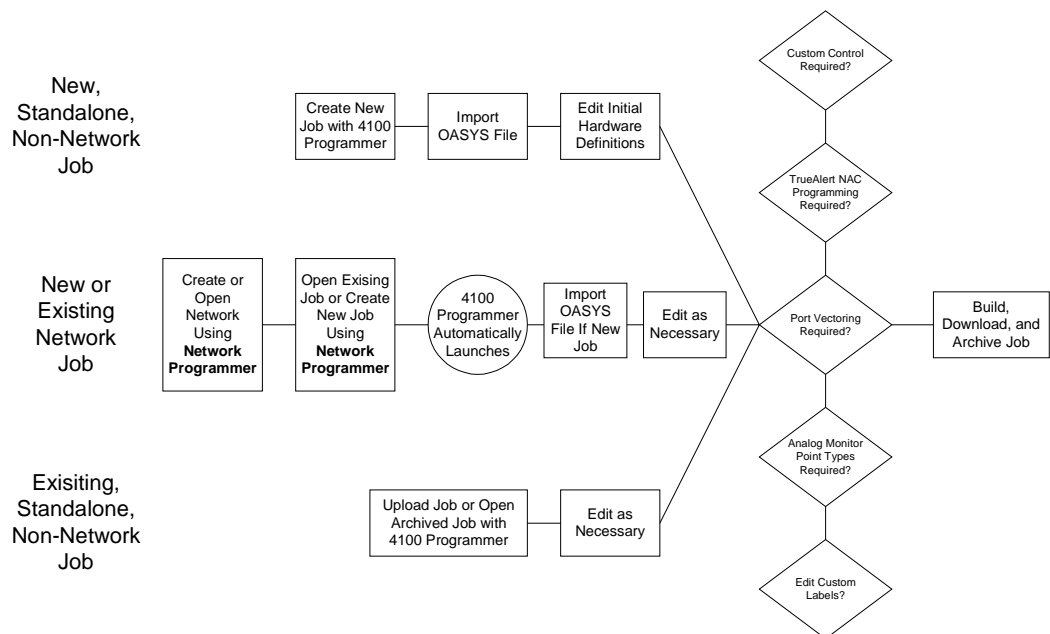 New,
Standalone,
Non-Network
Job
Create New
Job with 4100
Programmer
Import
OASYS File
Edit Initial
Hardware
Definitions
Custom Control
Required?
TrueAlert NAC
Programming
Required?
New or
Existing
Network
Job
Create or
Open
Network
Using
Network
Programmer
Open Exising
Job or Create
New Job
Using
Network
Programmer
4100
Programmer
Automatically
Launches
Import
OASYS
File If New
Job
Edit as
Necessary
Port Vectoring
Required?
Build,
Download, and
Archive Job
Analog Monitor
Point Types
Required?
Exisiting,
Standalone,
Non-Network
Job
Upload Job or Open
Archived Job with
4100 Programmer
Edit as
Necessary
Edit Custom
Labels?